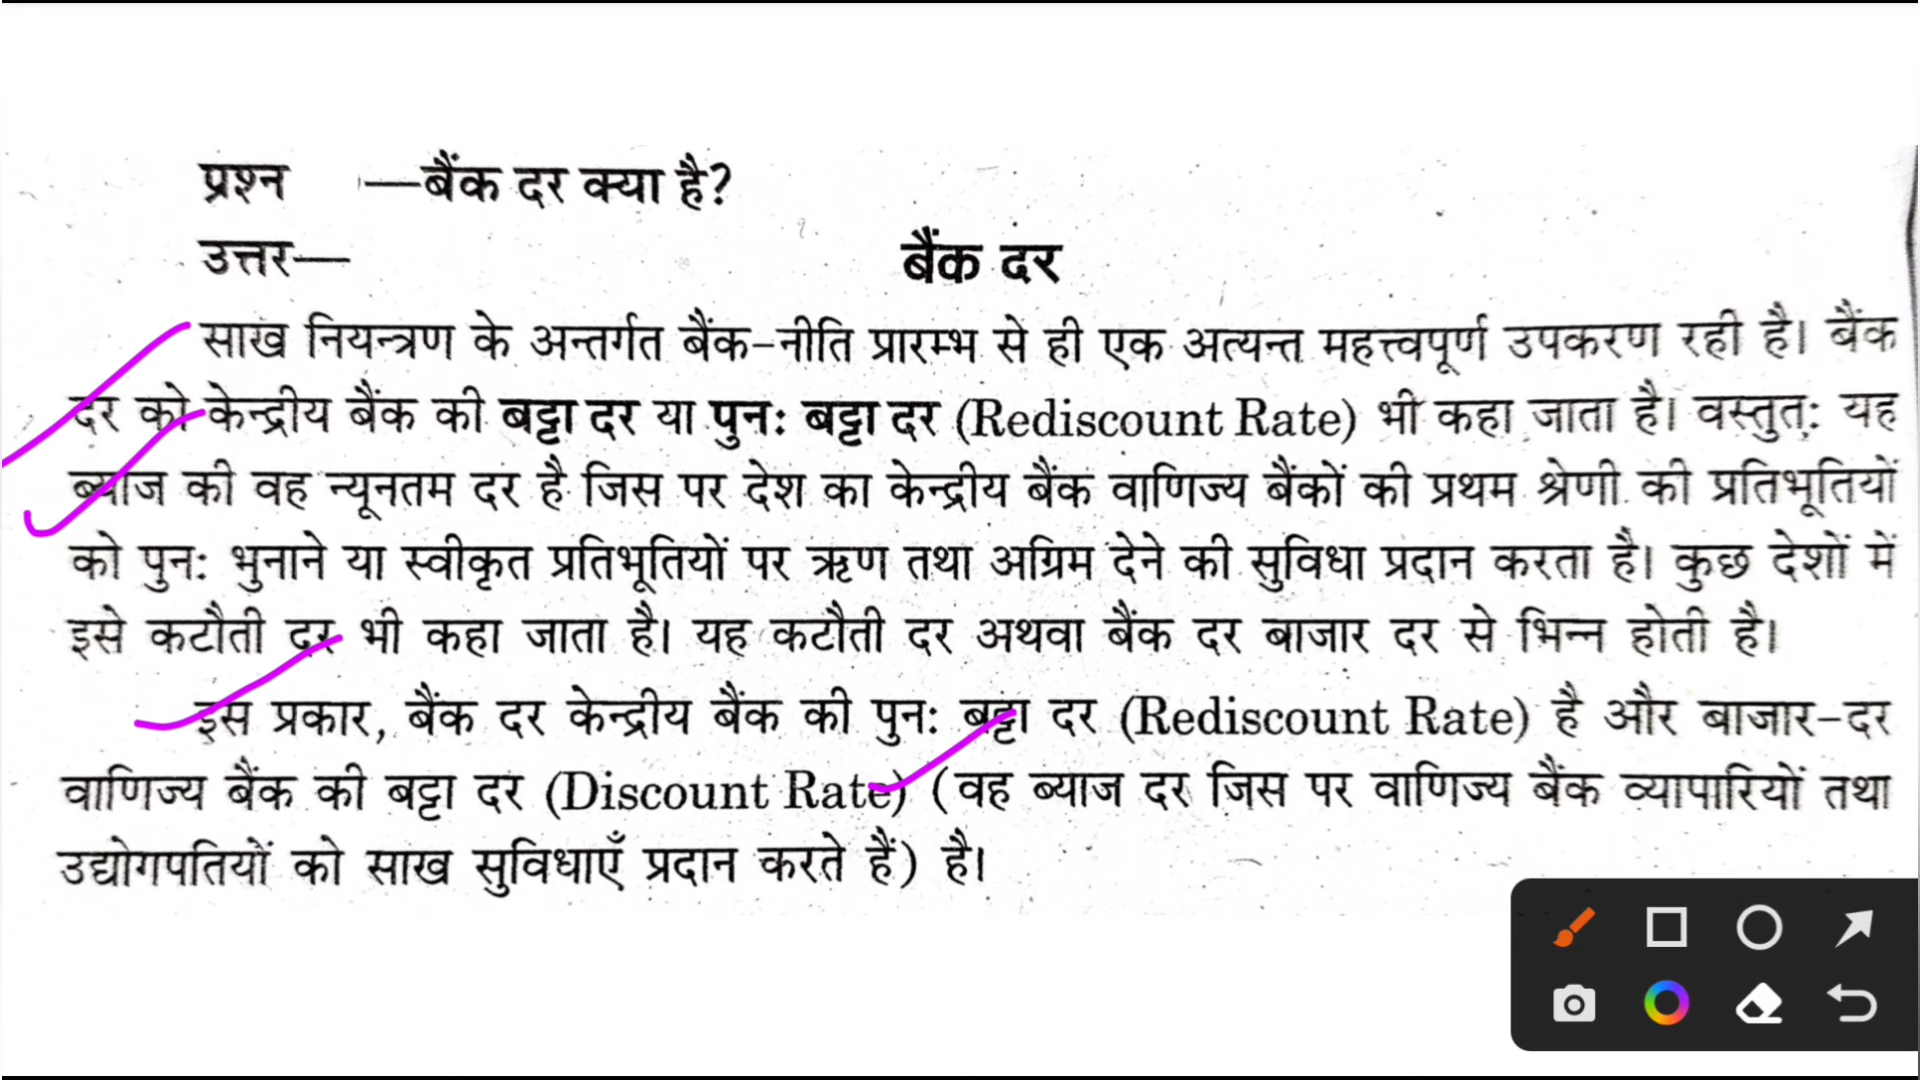 प्रश्न —बैंक दर क्या है?
उत्तर—
बैंक दर
साख नियन्त्रण के अन्तर्गत बैंक-नीति प्रारम्भ से ही एक अत्यन्त महत्त्वपूर्ण उपकरण रही है। बैंक
दर को केन्द्रीय बैंक की बट्टा दर या पुनः बट्टा दर (Rediscount Rate) भी कहा जाता है। वस्तुतः यह
ब्याज की वह न्यूनतम दर है जिस पर देश का केन्द्रीय बैंक वाणिज्य बैंकों की प्रथम श्रेणी की प्रतिभूतियों
को पुनः भुनाने या स्वीकृत प्रतिभूतियों पर ऋण तथा अग्रिम देने की सुविधा प्रदान करता है। कुछ देशों में
इसे कटौती दर भी कहा जाता है। यह कटौती दर अथवा बैंक दर बाजार दर से भिन्न होती है।
इस प्रकार, बैंक दर केन्द्रीय बैंक की पुनः बट्टा दर (Rediscount Rate) है और बाजार-दर
वाणिज्य बैंक की बट्टा दर (Discount Rate) (वह ब्याज दर जिस पर वाणिज्य बैंक व्यापारियों तथा
उद्योगपतियों को साख सुविधाएँ प्रदान करते हैं) है।